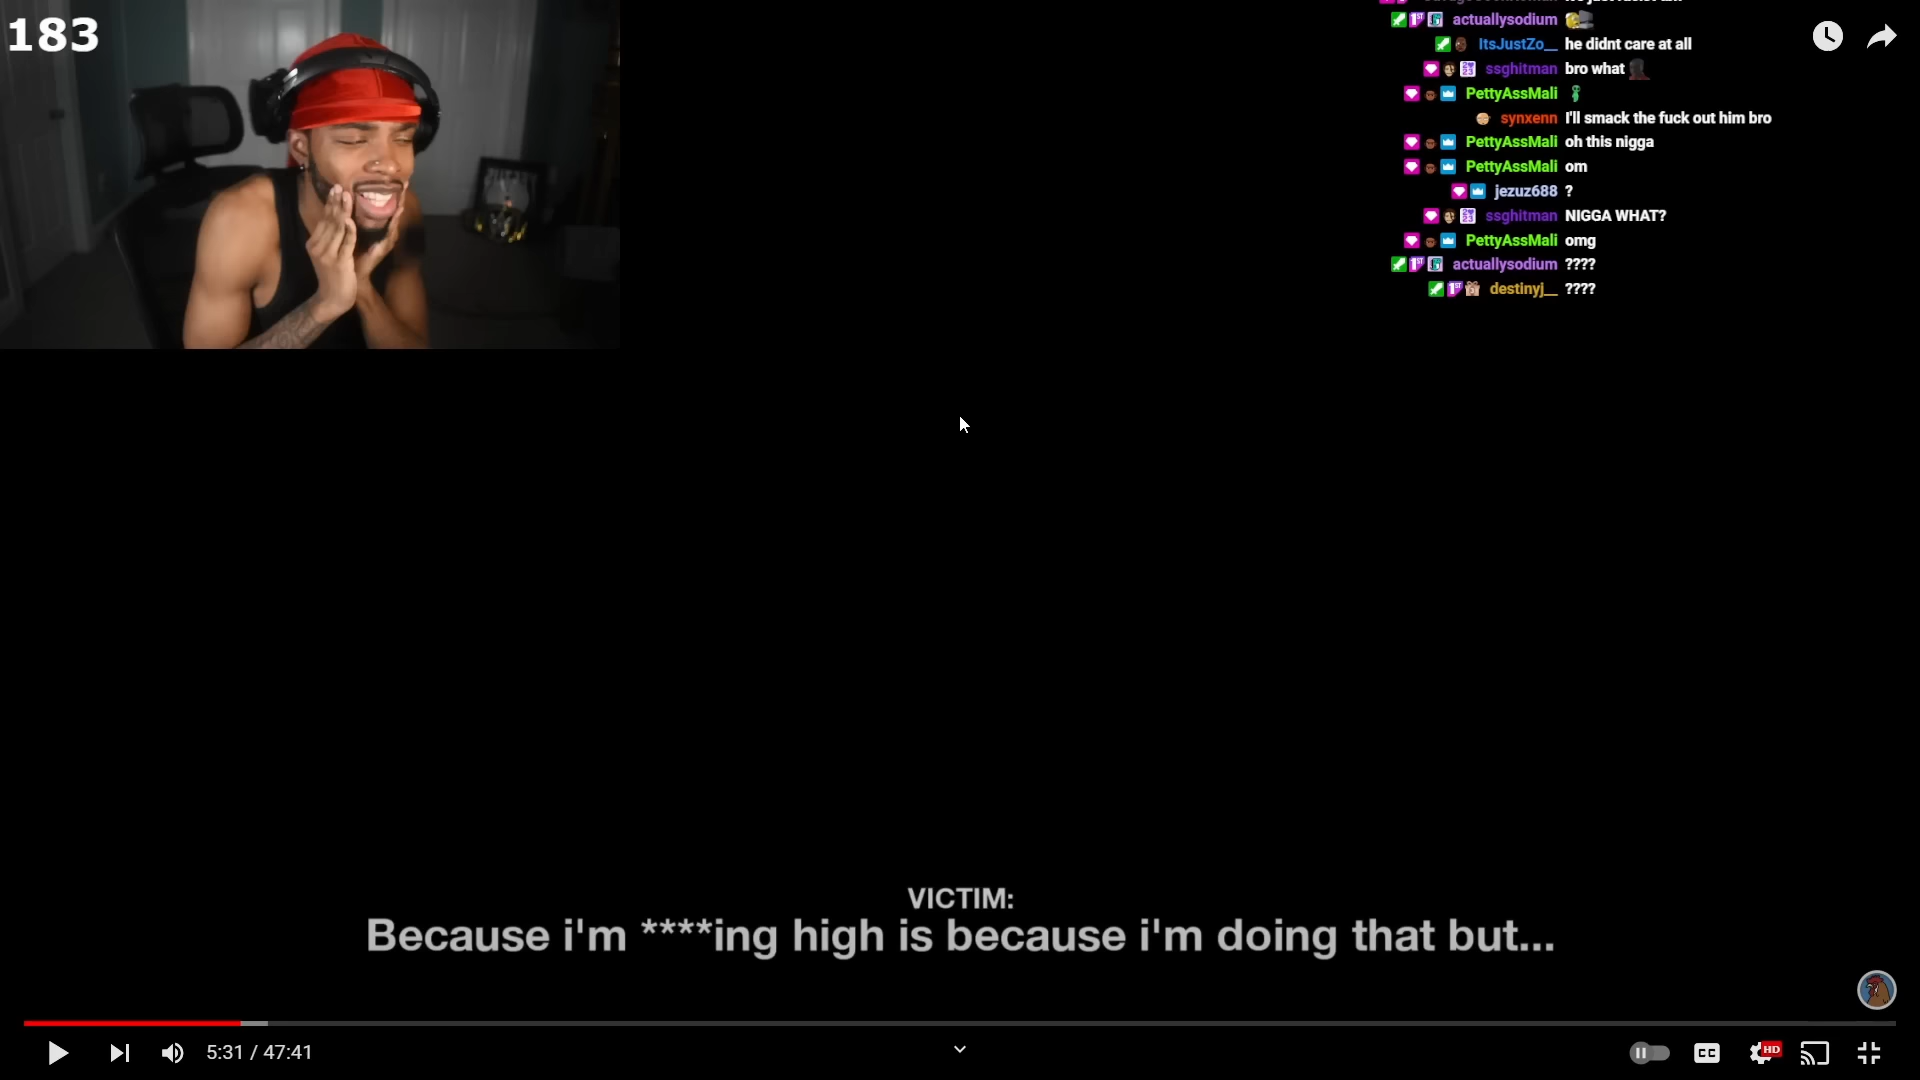 183
actuallysodium
ItsJustZo__ he didnt care at all
ssghitman bro what
PettyAssMali
synxenn I'll smack the fuck out him bro
PettyAssMali oh this nigga
PettyAssMali om
jezuz688 ?
ssghitman NIGGA WHAT?
PettyAssMali omg
actuallysodium ????
destinyj__ ????
VICTIM:
Because i'm ****ing high is because i'm doing that but...
5:31 / 47:41
CC
HD